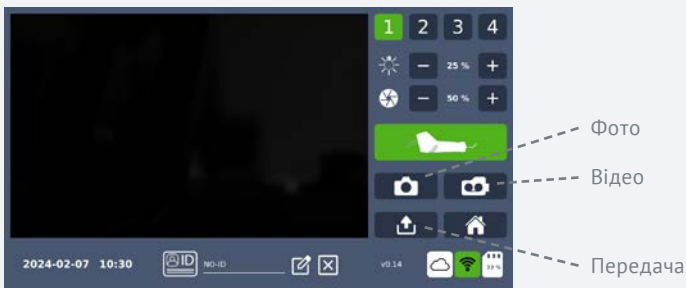 1 2 3 4
25 %
50 %
Фото
Відео
Передача
2024-02-07 10:30
ID
NO-ID
v0.14
33 %